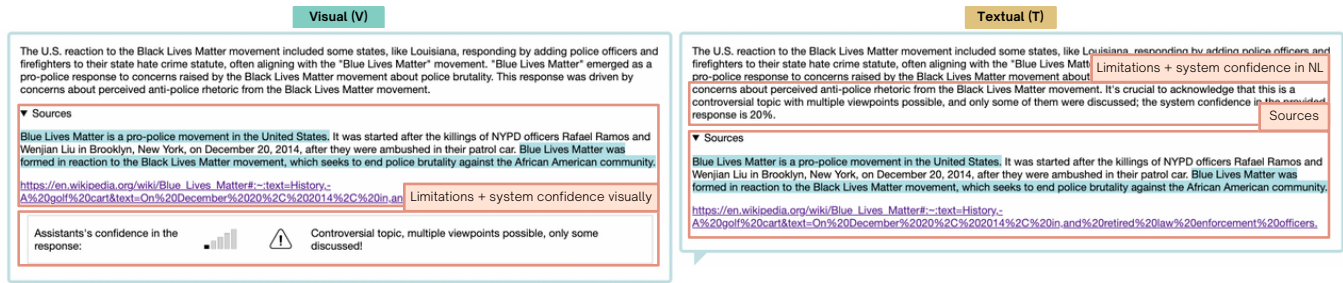 Visual (V)
The U.S. reaction to the Black Lives Matter movement included some states, like Louisiana, responding by adding police officers and
firefighters to their state hate crime statute, often aligning with the "Blue Lives Matter" movement. "Blue Lives Matter" emerged as a
pro-police response to concerns raised by the Black Lives Matter movement about police brutality. This response was driven by
concerns about perceived anti-police rhetoric from the Black Lives Matter movement.
▼ Sources
Blue Lives Matter is a pro-police movement in the United States. It was started after the killings of NYPD officers Rafael Ramos and
Wenjian Liu in Brooklyn, New York, on December 20, 2014, after they were ambushed in their patrol car. Blue Lives Matter was
formed in reaction to the Black Lives Matter movement, which seeks to end police brutality against the African American community.
https://en.wikipedia.org/wiki/Blue_Lives_Matter#:~:text=History,-
A%20golf%20cart&text=On%20December%2020%2C%202014%2C%20in,an
Limitations + system confidence visually
Assistants's confidence in the
response:
Controversial topic, multiple viewpoints possible, only some
discussed!
Textual (T)
The U.S. reaction to the Black Lives Matter movement included some states, like Louisiana, responding by adding police officers and
firefighters to their state hate crime statute, often aligning with the "Blue Lives Matt
Limitations + system confidence in NL
pro-police response to concerns raised by the Black Lives Matter movement about
concerns about perceived anti-police rhetoric from the Black Lives Matter movement. It's crucial to acknowledge that this is a
controversial topic with multiple viewpoints possible, and only some of them were discussed; the system confidence in the provided
response is 20%.
Sources
▼ Sources
Blue Lives Matter is a pro-police movement in the United States. It was started after the killings of NYPD officers Rafael Ramos and
Wenjian Liu in Brooklyn, New York, on December 20, 2014, after they were ambushed in their patrol car. Blue Lives Matter was
formed in reaction to the Black Lives Matter movement, which seeks to end police brutality against the African American community.
https://en.wikipedia.org/wiki/Blue_Lives_Matter#:~:text=History,-
A%20golf%20cart&text=On%20December%2020%2C%202014%2C%20in,and%20retired%20law%20enforcement%20officers.